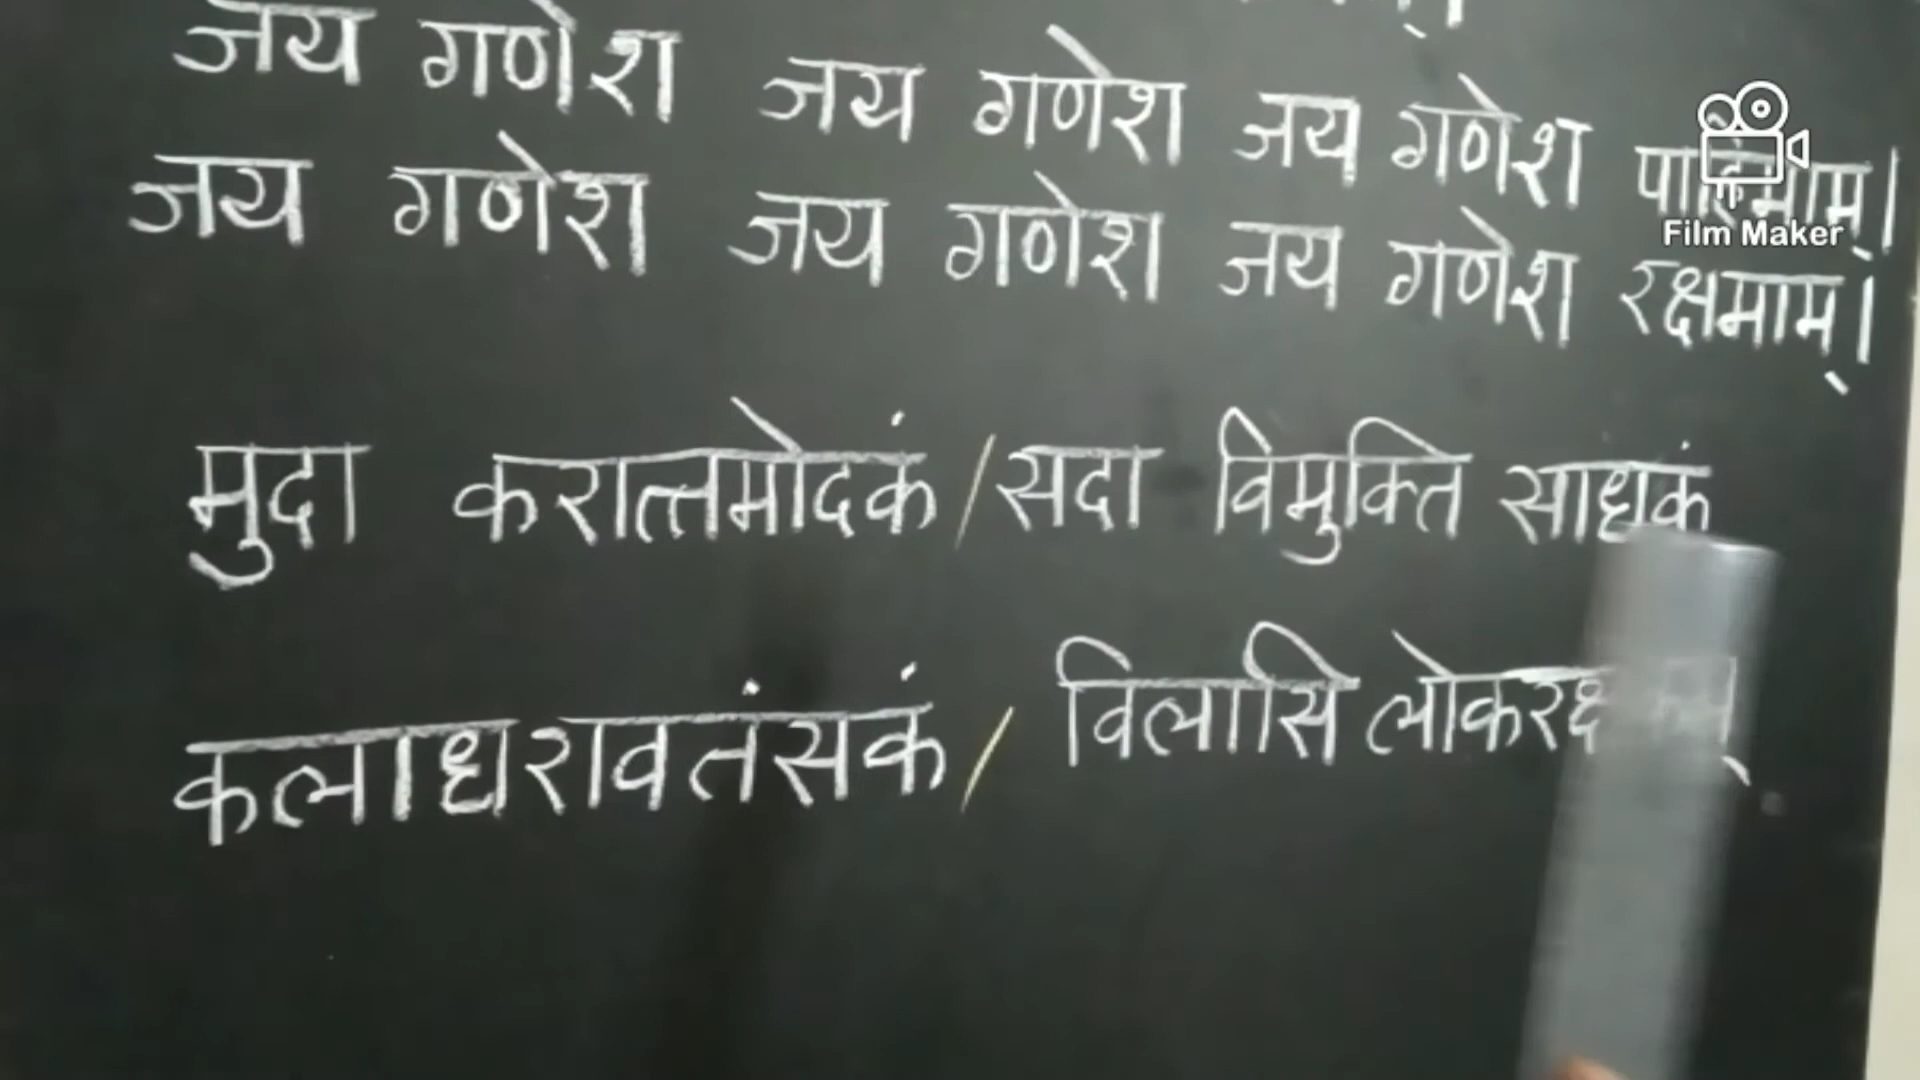 जय गणेश जय गणेश जय गणेश पाहिमाम्।
जय गणेश जय गणेश जय गणेश रक्षमाम्।
Film Maker
मुदा करात्तमोदकं / सदा विमुक्ति साधकं
कलाधरावतंसकं / विलासि